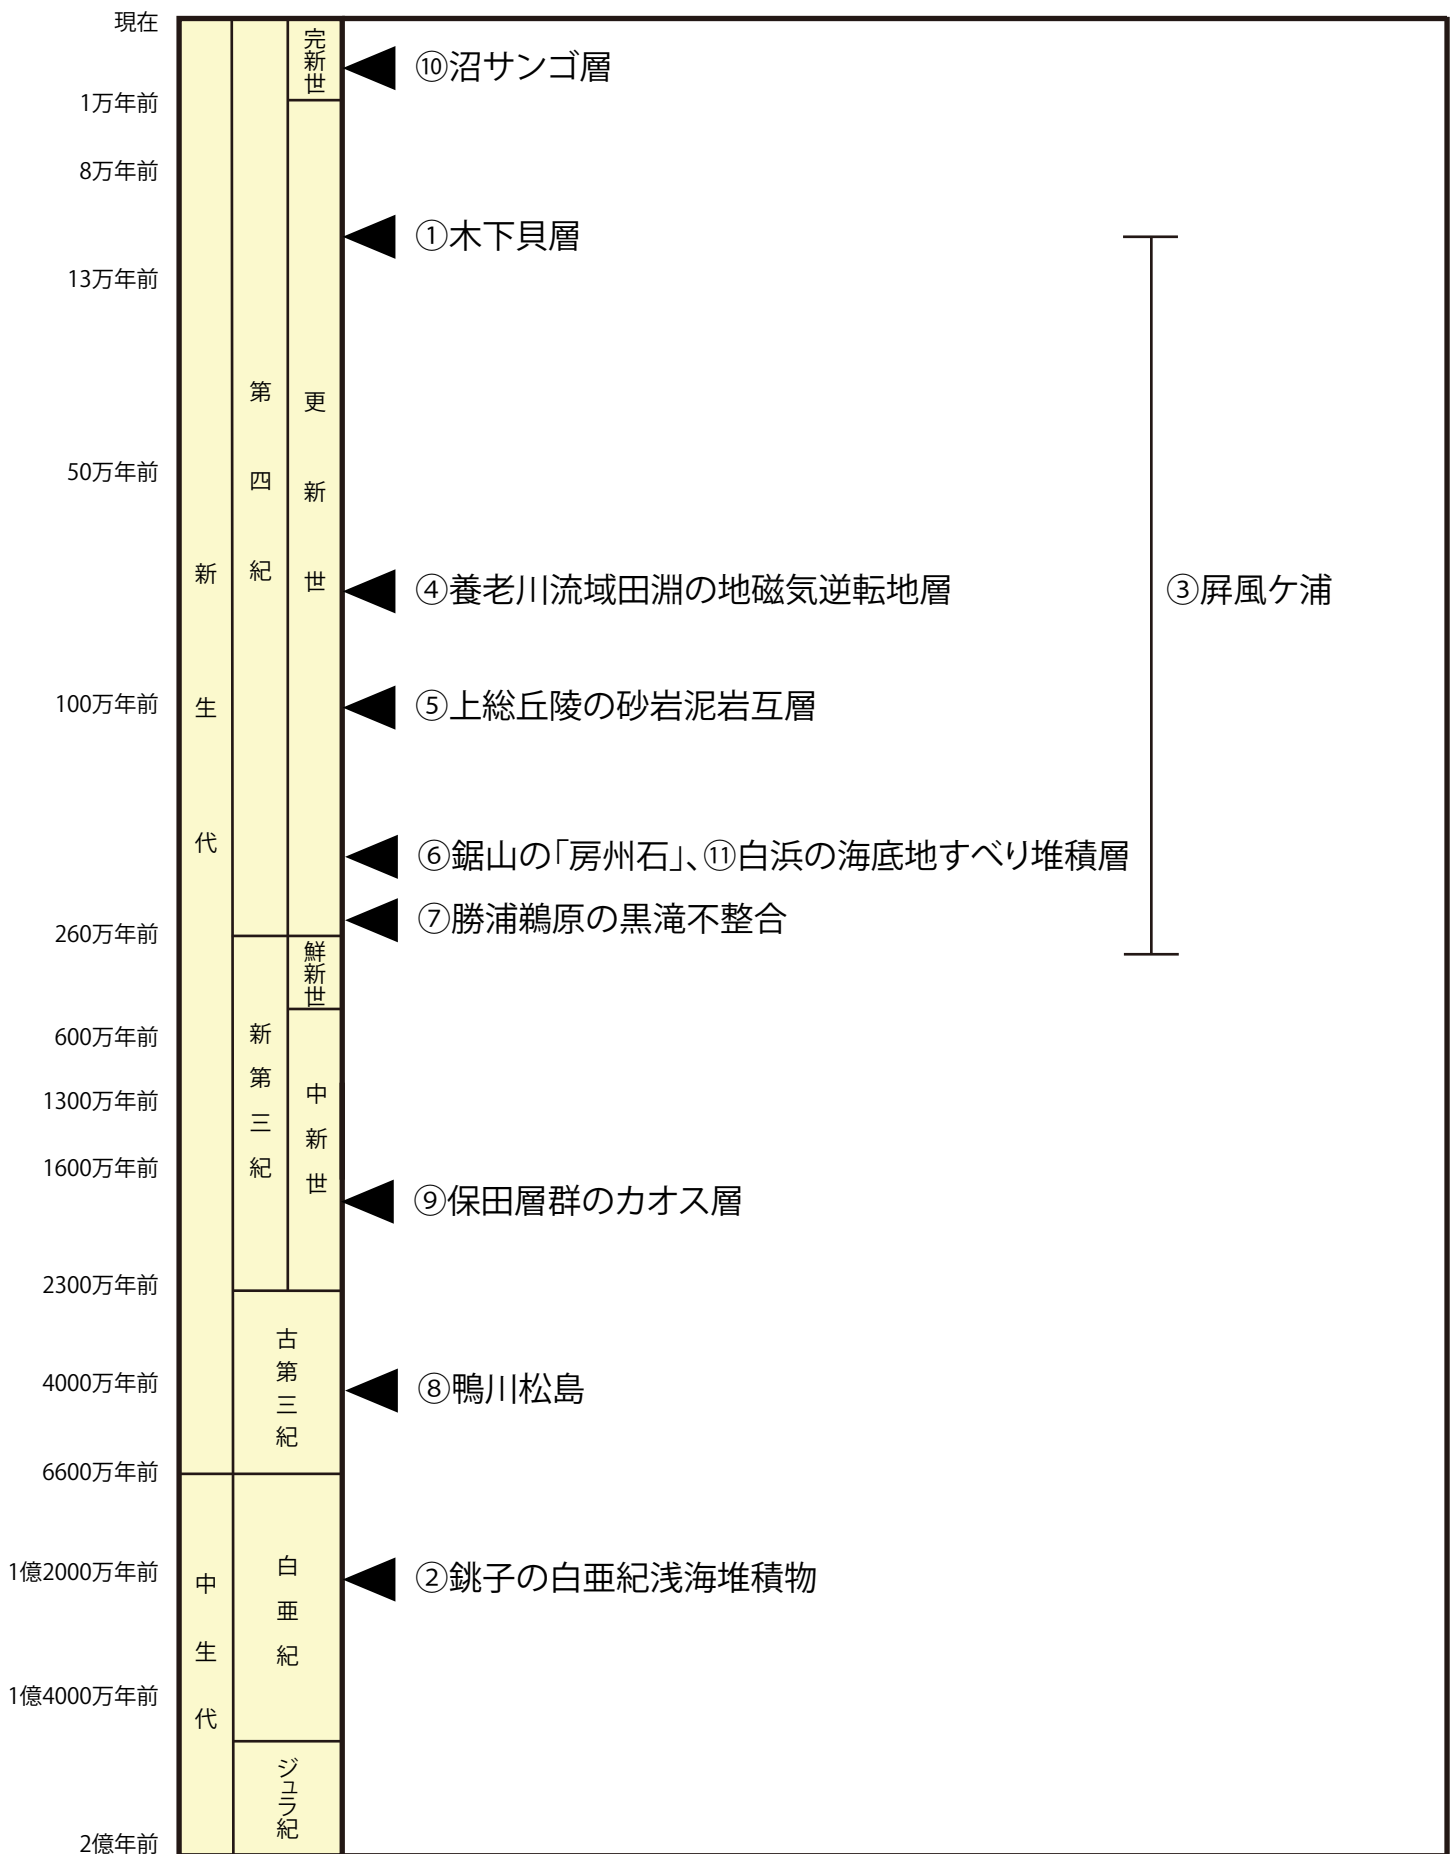 現在
1万年前
8万年前
13万年前
50万年前
100万年前
260万年前
600万年前
1300万年前
1600万年前
2300万年前
4000万年前
6600万年前
1億2000万年前
1億4000万年前
2億年前
新生代
中生代
第四紀
新第三紀
古第三紀
白亜紀
ジュラ紀
完新世
更新世
鮮新世
中新世
⑩沼サンゴ層
①木下貝層
④養老川流域田淵の地磁気逆転地層
③屏風ケ浦
⑤上総丘陵の砂岩泥岩互層
⑥鋸山の「房州石」、⑪白浜の海底地すべり堆積層
⑦勝浦鵜原の黒滝不整合
⑨保田層群のカオス層
⑧鴨川松島
②銚子の白亜紀浅海堆積物